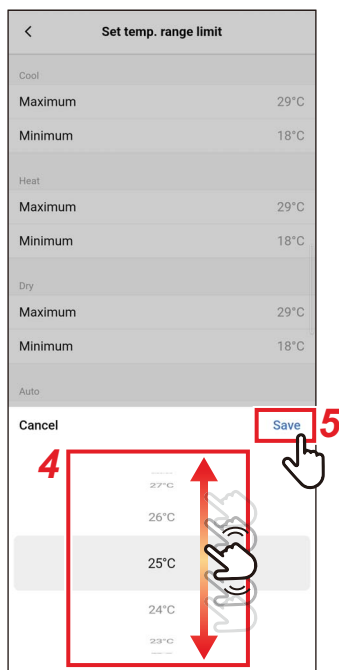 Set temp. range limit
Cool
Maximum 29°C
Minimum 18°C
Heat
Maximum 29°C
Minimum 18°C
Dry
Maximum 29°C
Minimum 18°C
Auto
Cancel Save 5
4
27°C
26°C
25°C
24°C
23°C